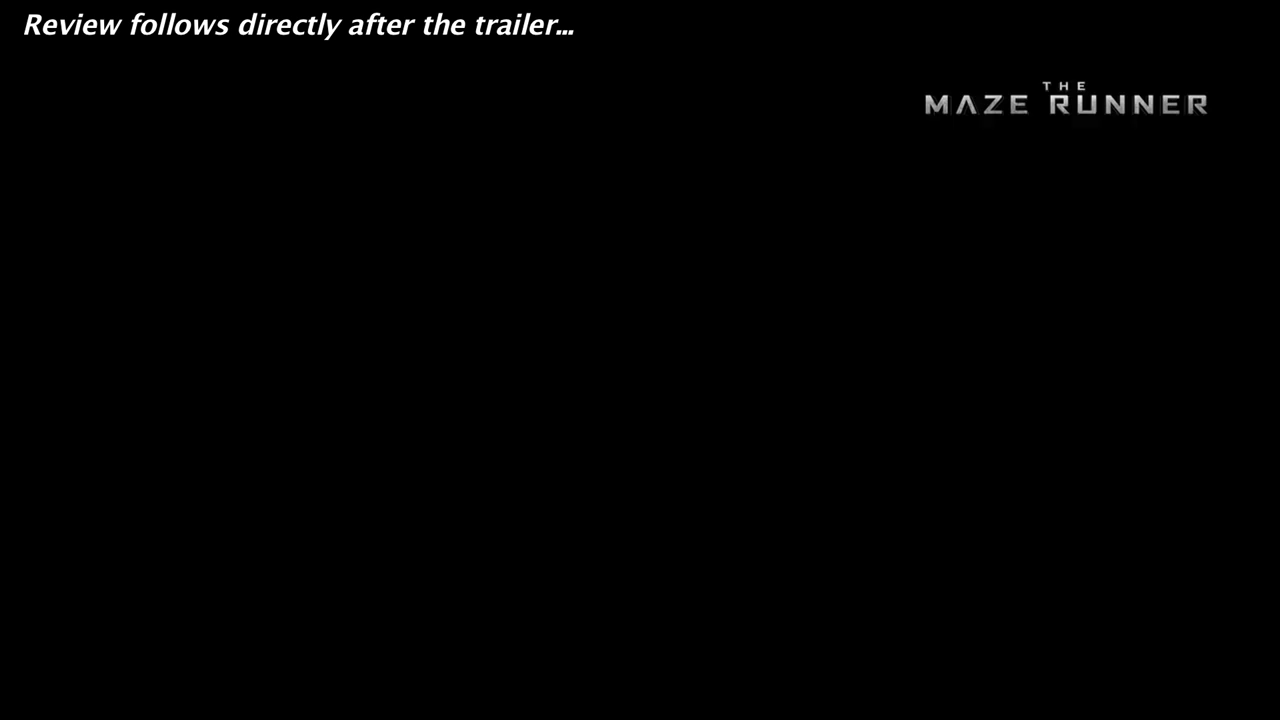 Review follows directly after the trailer...
THE
MAZE RUNNER